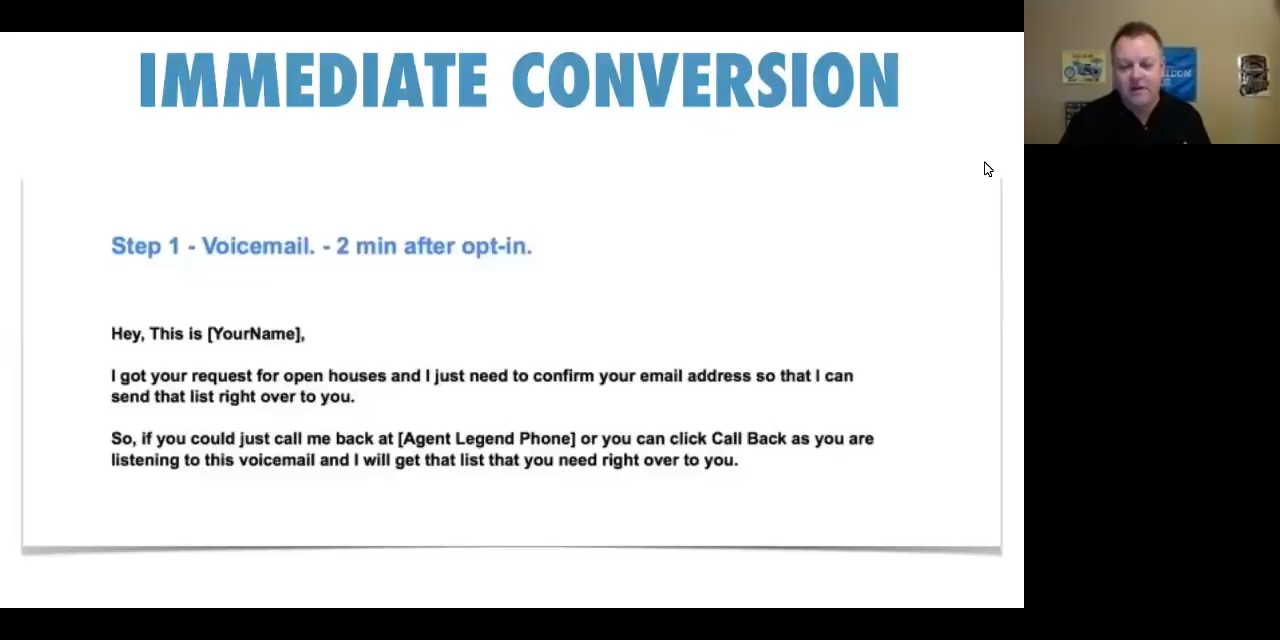 IMMEDIATE CONVERSION
Step 1 - Voicemail. - 2 min after opt-in.
Hey, This is [YourName],
I got your request for open houses and I just need to confirm your email address so that I can
send that list right over to you.
So, if you could just call me back at [Agent Legend Phone] or you can click Call Back as you are
listening to this voicemail and I will get that list that you need right over to you.